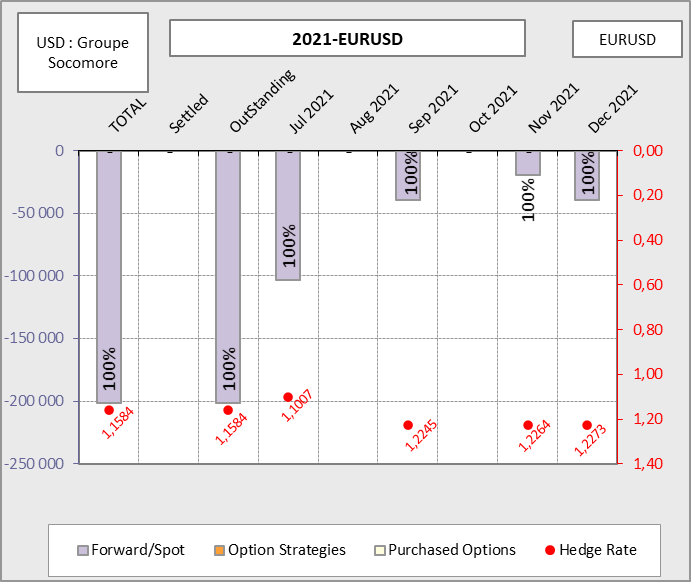 USD : Groupe
Socomore
2021-EURUSD
EURUSD
TOTAL
Settled
OutStanding
Jul 2021
Aug 2021
Sep 2021
Oct 2021
Nov 2021
Dec 2021
0
-50 000
-100 000
-150 000
-200 000
-250 000
0,00
0,20
0,40
0,60
0,80
1,00
1,20
1,40
100%
100%
100%
100%
100%
100%
1,1584
1,1584
1,1007
1,2245
1,2264
1,2273
Forward/Spot
Option Strategies
Purchased Options
Hedge Rate